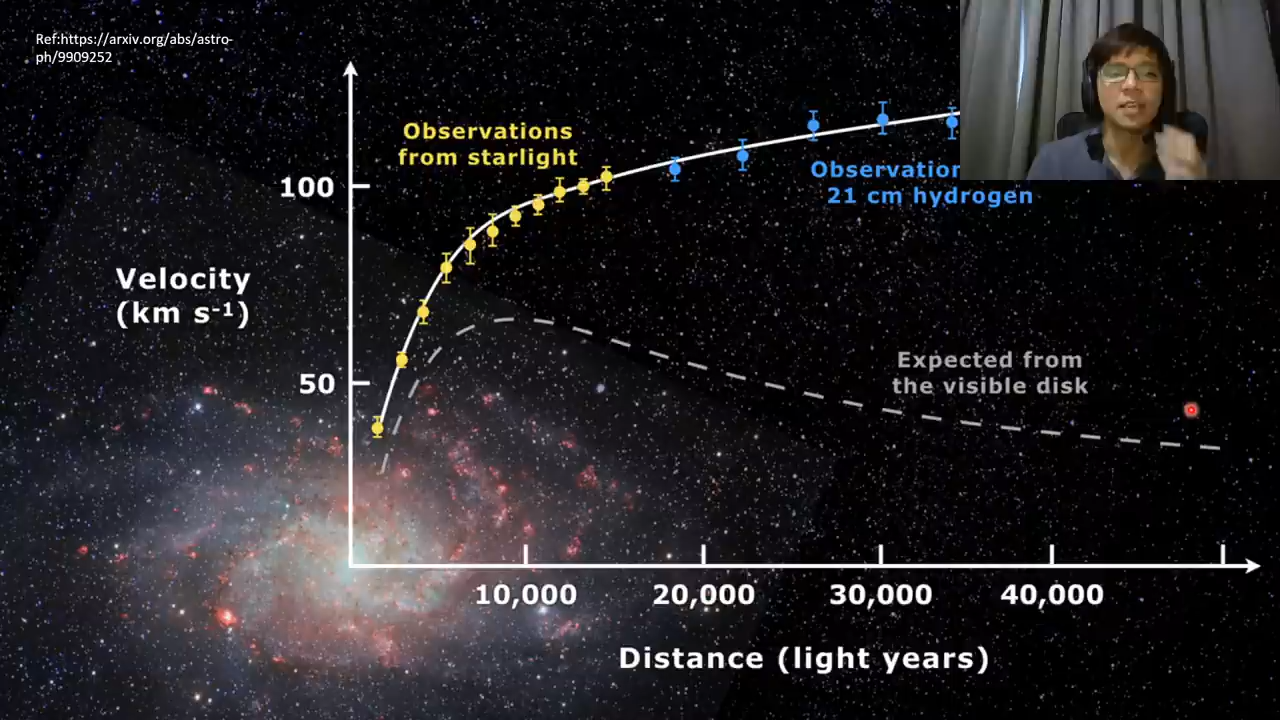 Ref:https://arxiv.org/abs/astro-
ph/9909252
Observations
from starlight
100
Observation
21 cm hydrogen
Velocity
(km s⁻¹)
Expected from
the visible disk
50
10,000 20,000 30,000 40,000
Distance (light years)